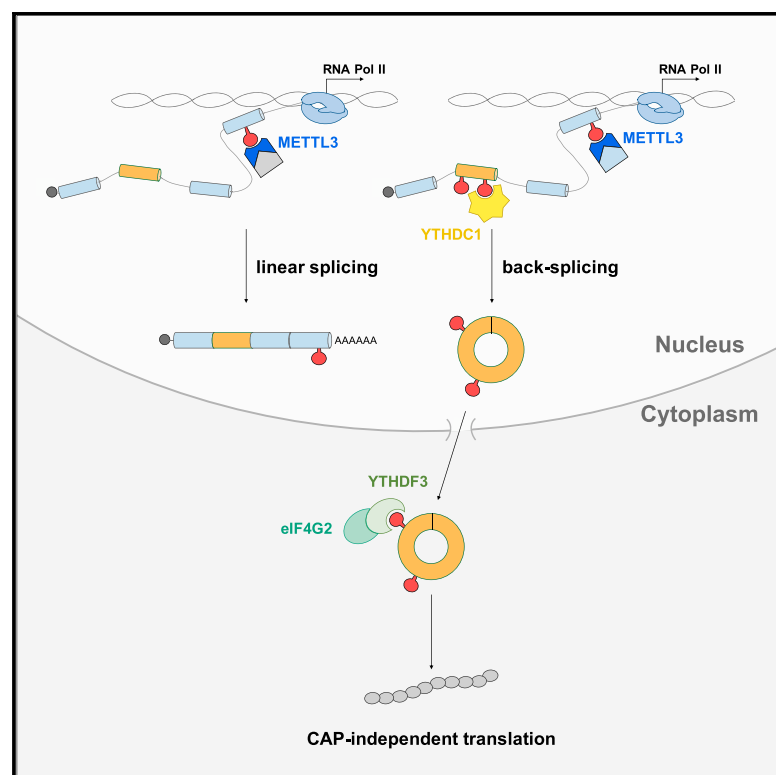 RNA Pol II
RNA Pol II
METTL3
METTL3
YTHDC1
linear splicing
back-splicing
AAAAAA
Nucleus
Cytoplasm
YTHDF3
eIF4G2
CAP-independent translation